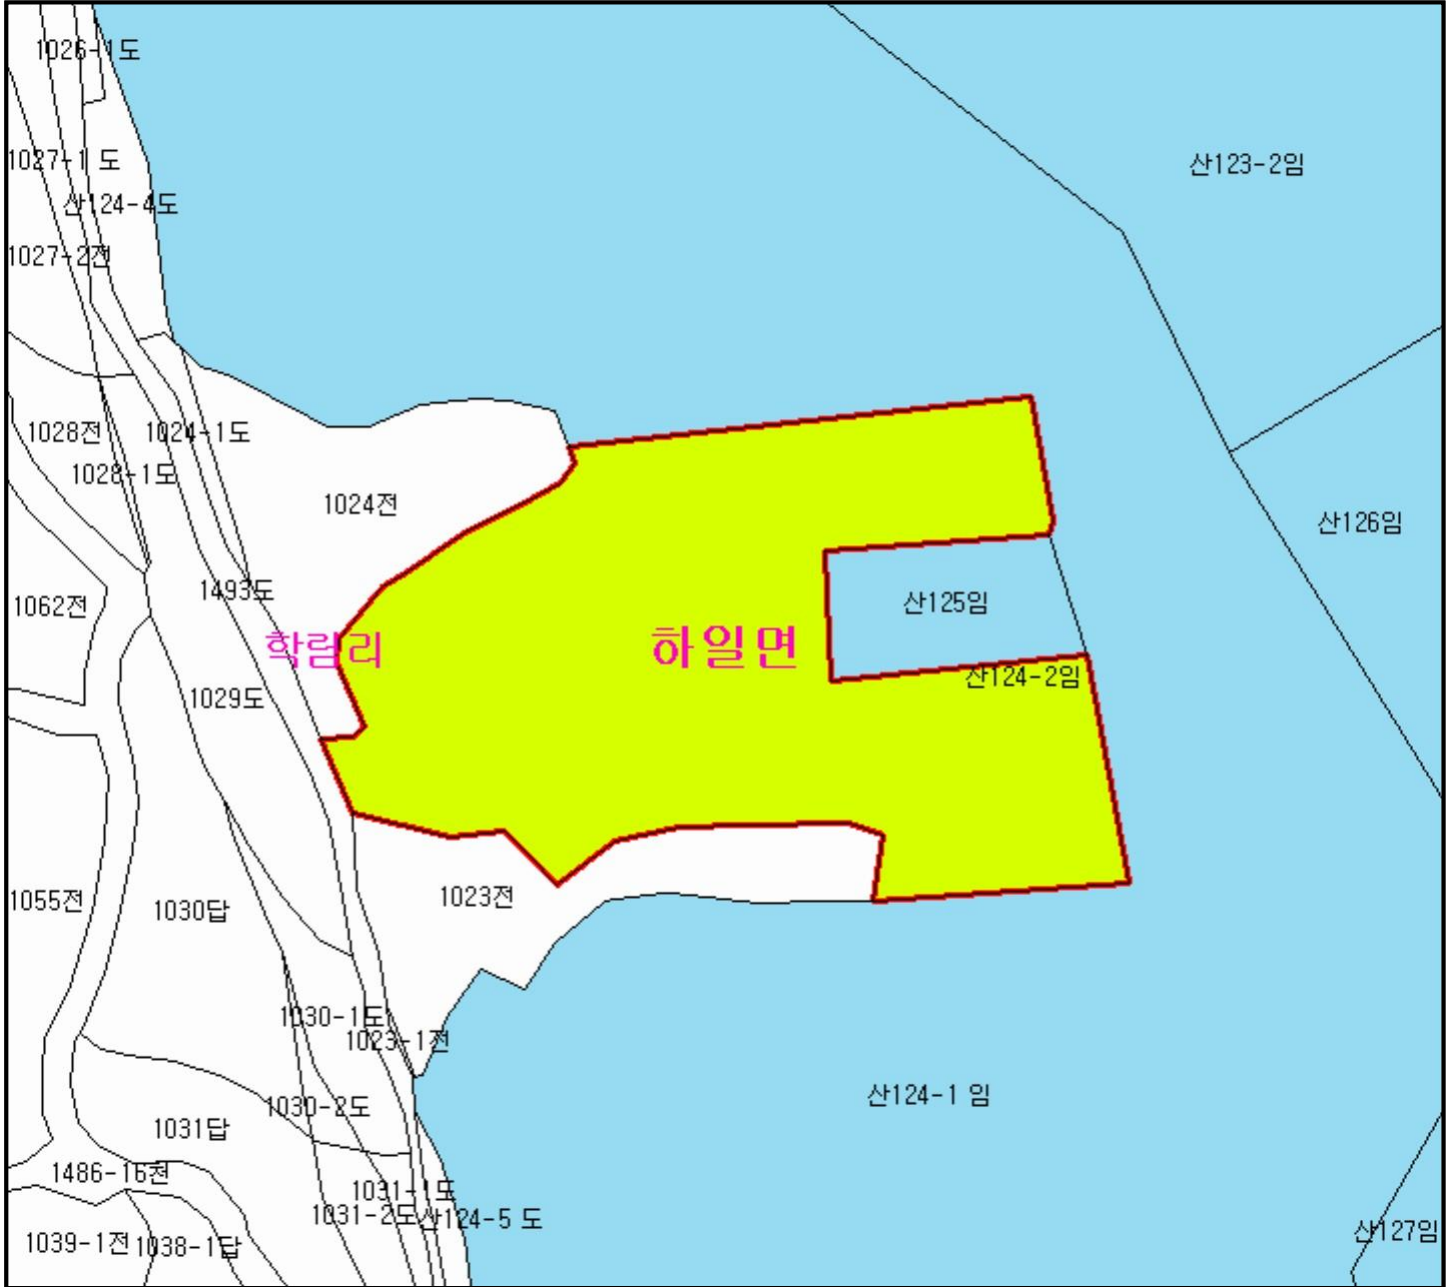 1026-1도
1027-1 도
산123-2임
산124-4도
1027-2전
1028전
1024-1도
1028-1도
1024전
산126임
1493도
1062전
산125임
학림리
하일면
산124-2임
1029도
1055전
1030답
1023전
1030-1도
1023-1전
산124-1 임
1030-2도
1031답
1486-16천
1031-1도
1031-2도
산124-5 도
산127임
1039-1전
1038-1답